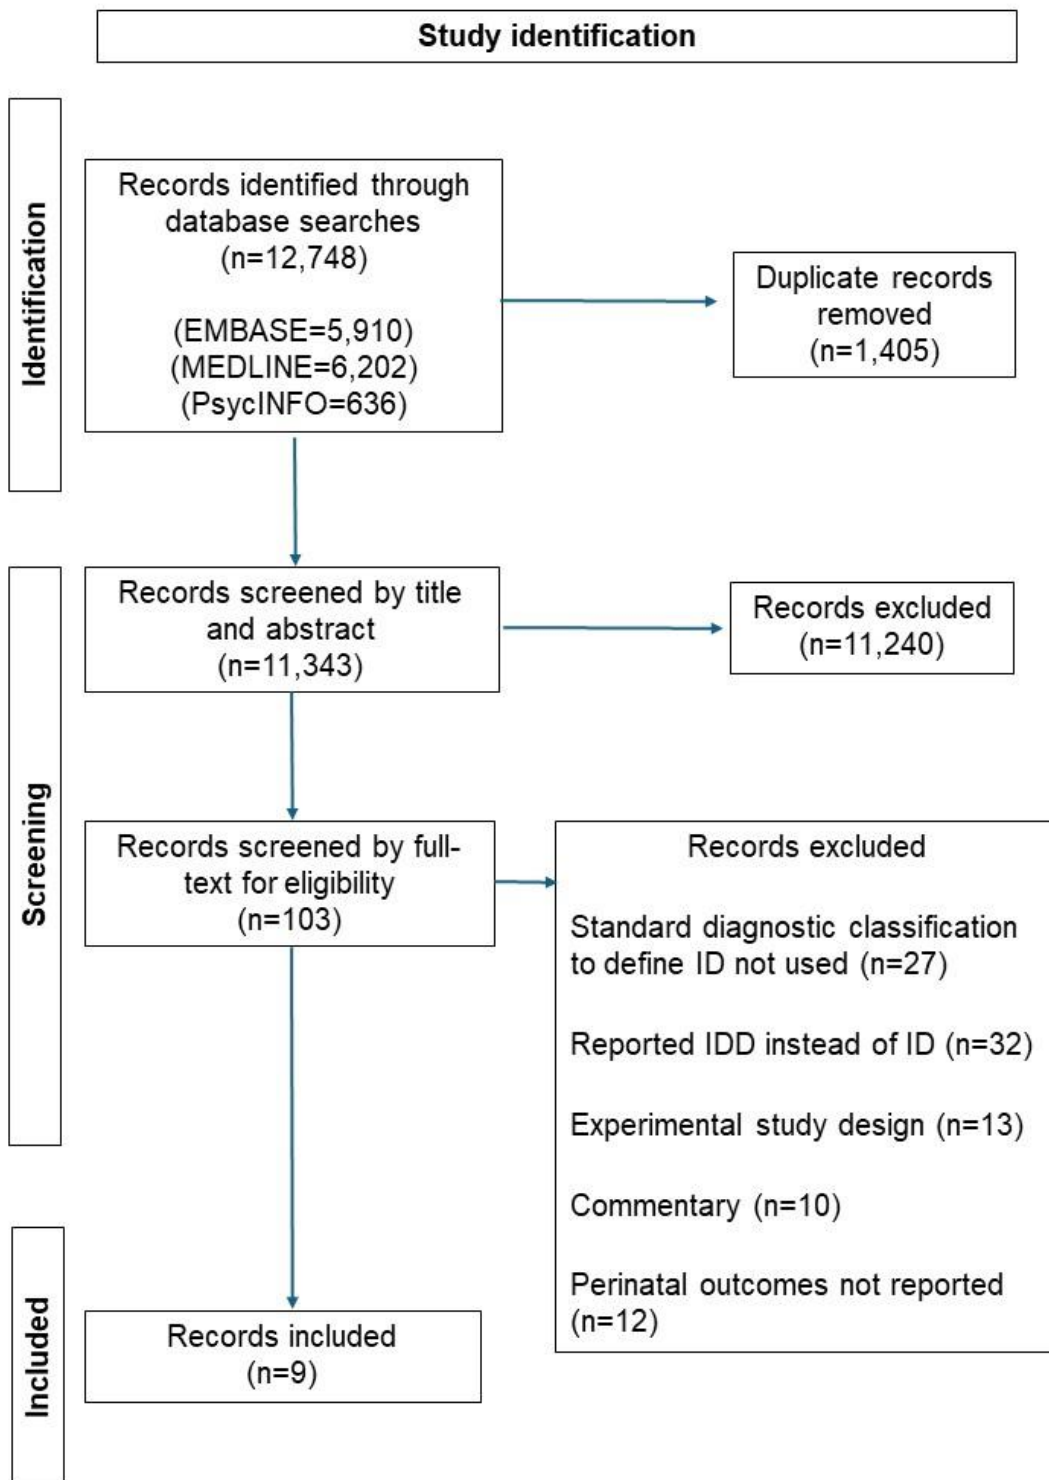 Study identification
Identification
Records identified through
database searches
(n=12,748)
(EMBASE=5,910)
(MEDLINE=6,202)
(PsycINFO=636)
Duplicate records
removed
(n=1,405)
Screening
Records screened by title
and abstract
(n=11,343)
Records excluded
(n=11,240)
Records screened by full-
text for eligibility
(n=103)
Records excluded
Standard diagnostic classification
to define ID not used (n=27)
Reported IDD instead of ID (n=32)
Experimental study design (n=13)
Commentary (n=10)
Perinatal outcomes not reported
(n=12)
Included
Records included
(n=9)